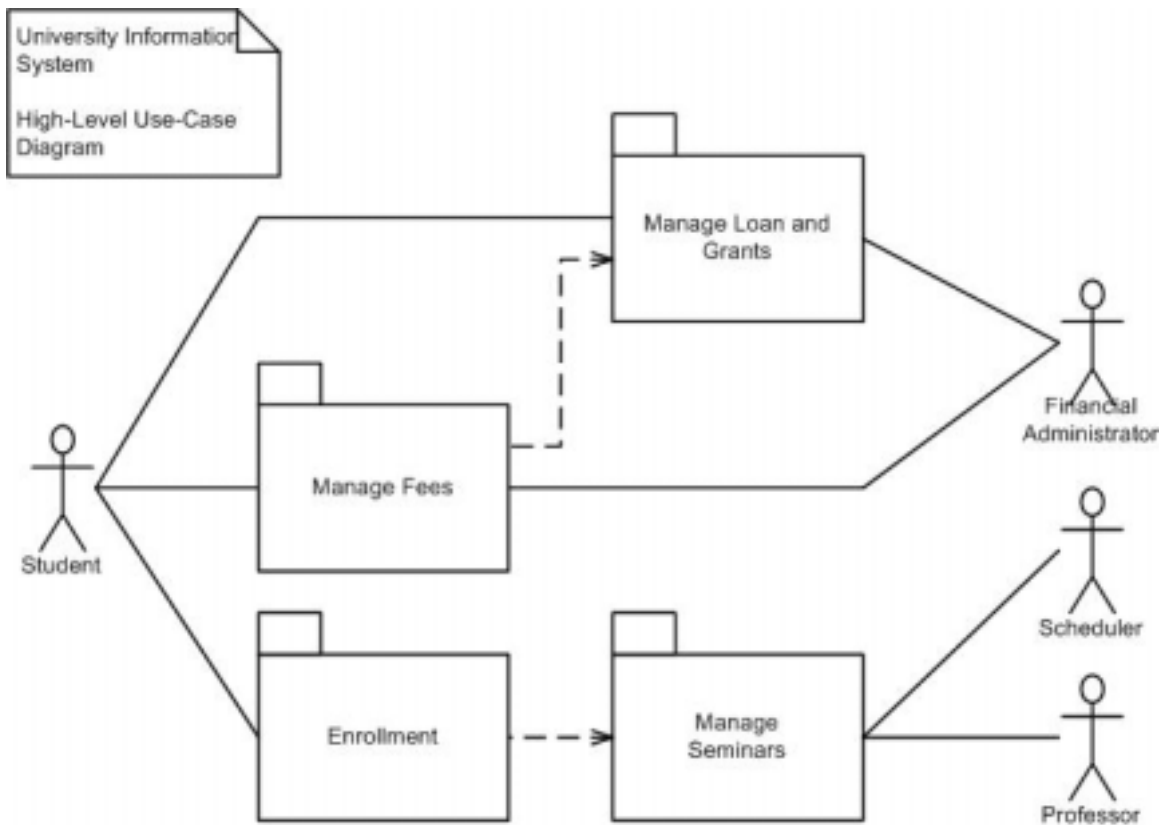 University Information
System
High-Level Use-Case
Diagram
Manage Loan and
Grants
Financial
Administrator
Manage Fees
Student
Scheduler
Enrollment
Manage
Seminars
Professor